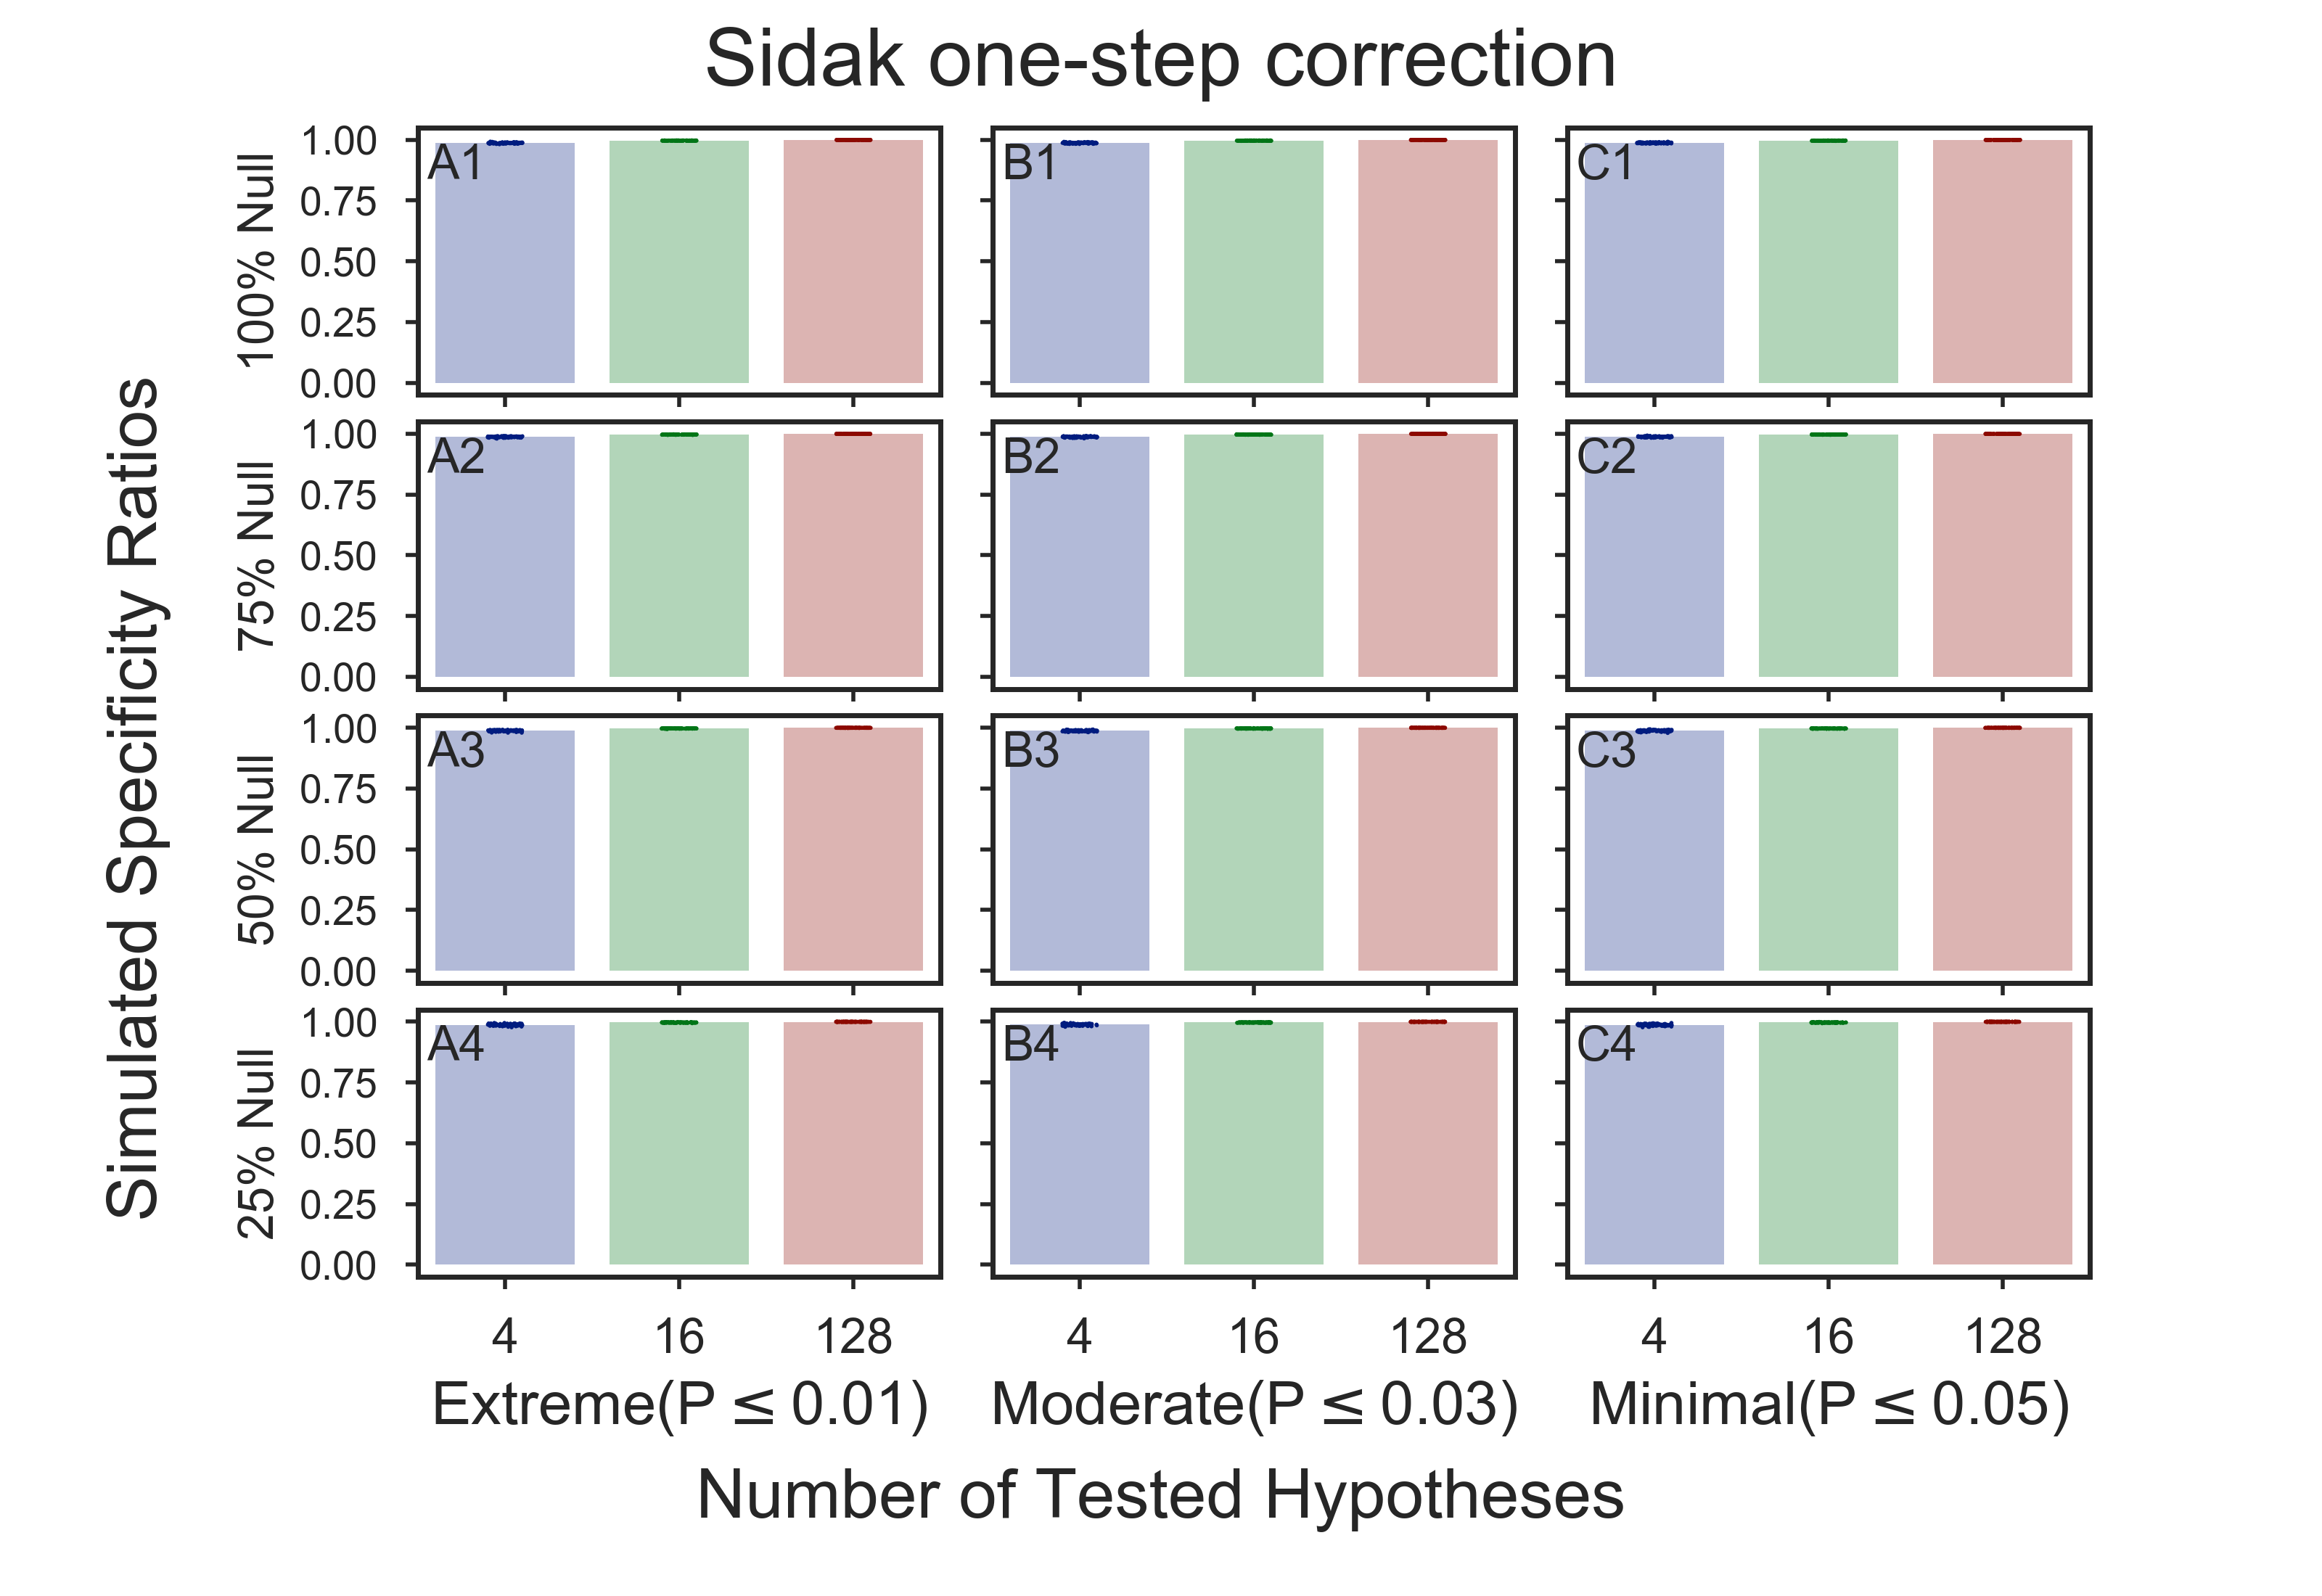 Sidak one-step correction
Simulated Specificity Ratios
100% Null
1.00
0.75
0.50
0.25
0.00
A1
B1
C1
75% Null
1.00
0.75
0.50
0.25
0.00
A2
B2
C2
50% Null
1.00
0.75
0.50
0.25
0.00
A3
B3
C3
25% Null
1.00
0.75
0.50
0.25
0.00
A4
B4
C4
4 16 128 4 16 128 4 16 128
Extreme(P ≤ 0.01) Moderate(P ≤ 0.03) Minimal(P ≤ 0.05)
Number of Tested Hypotheses